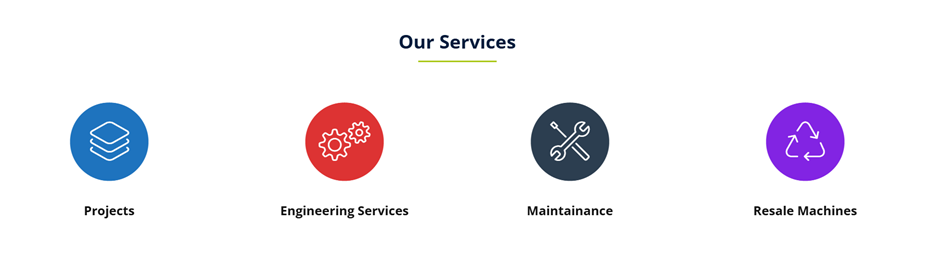 Our Services
Projects
Engineering Services
Maintainance
Resale Machines